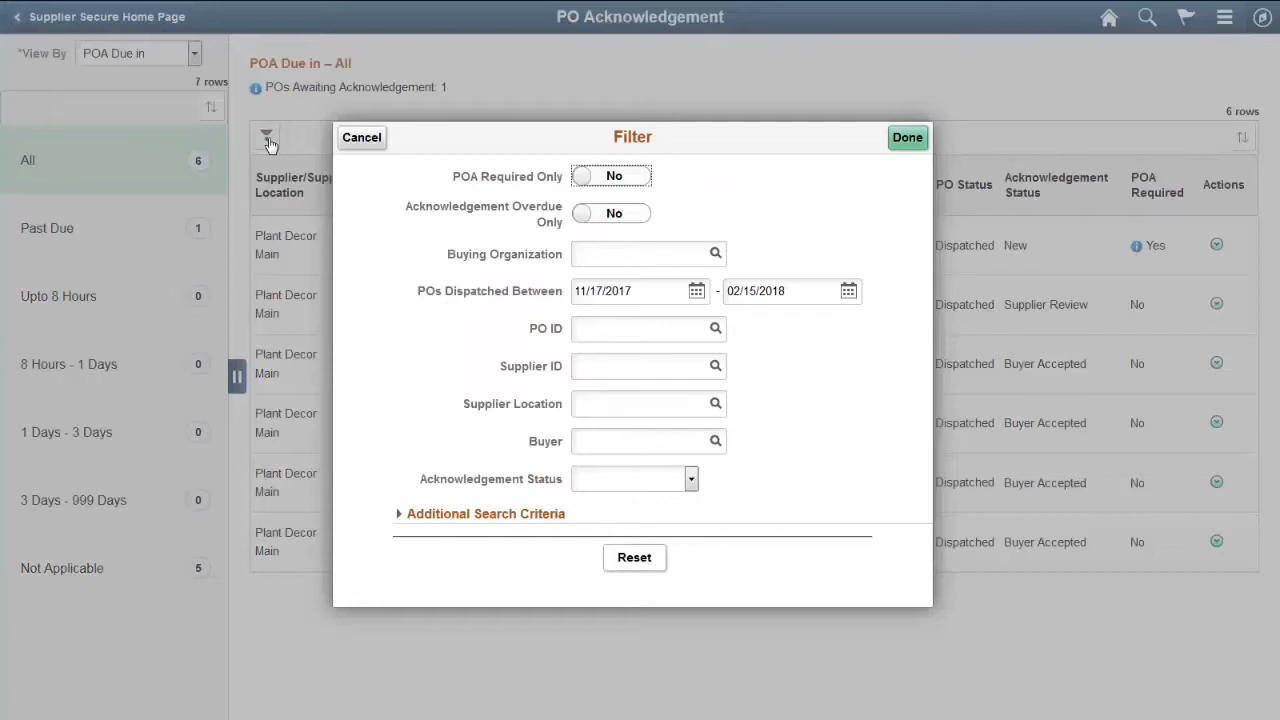 Supplier Secure Home Page
PO Acknowledgement
*View By
POA Due in
7 rows
All 6
Past Due 1
Upto 8 Hours 0
8 Hours - 1 Days 0
1 Days - 3 Days 0
3 Days - 999 Days 0
Not Applicable 5
POA Due in – All
POs Awaiting Acknowledgement: 1
6 rows
Supplier/Sup
Location
PO Status
Acknowledgement
Status
POA
Required
Actions
Plant Decor
Main
Dispatched New Yes
Plant Decor
Main
Dispatched Supplier Review No
Plant Decor
Main
Dispatched Buyer Accepted No
Plant Decor
Main
Dispatched Buyer Accepted No
Plant Decor
Main
Dispatched Buyer Accepted No
Plant Decor
Main
Dispatched Buyer Accepted No
Cancel
Filter
Done
POA Required Only No
Acknowledgement Overdue
Only
No
Buying Organization
POs Dispatched Between 11/17/2017 - 02/15/2018
PO ID
Supplier ID
Supplier Location
Buyer
Acknowledgement Status
Additional Search Criteria
Reset